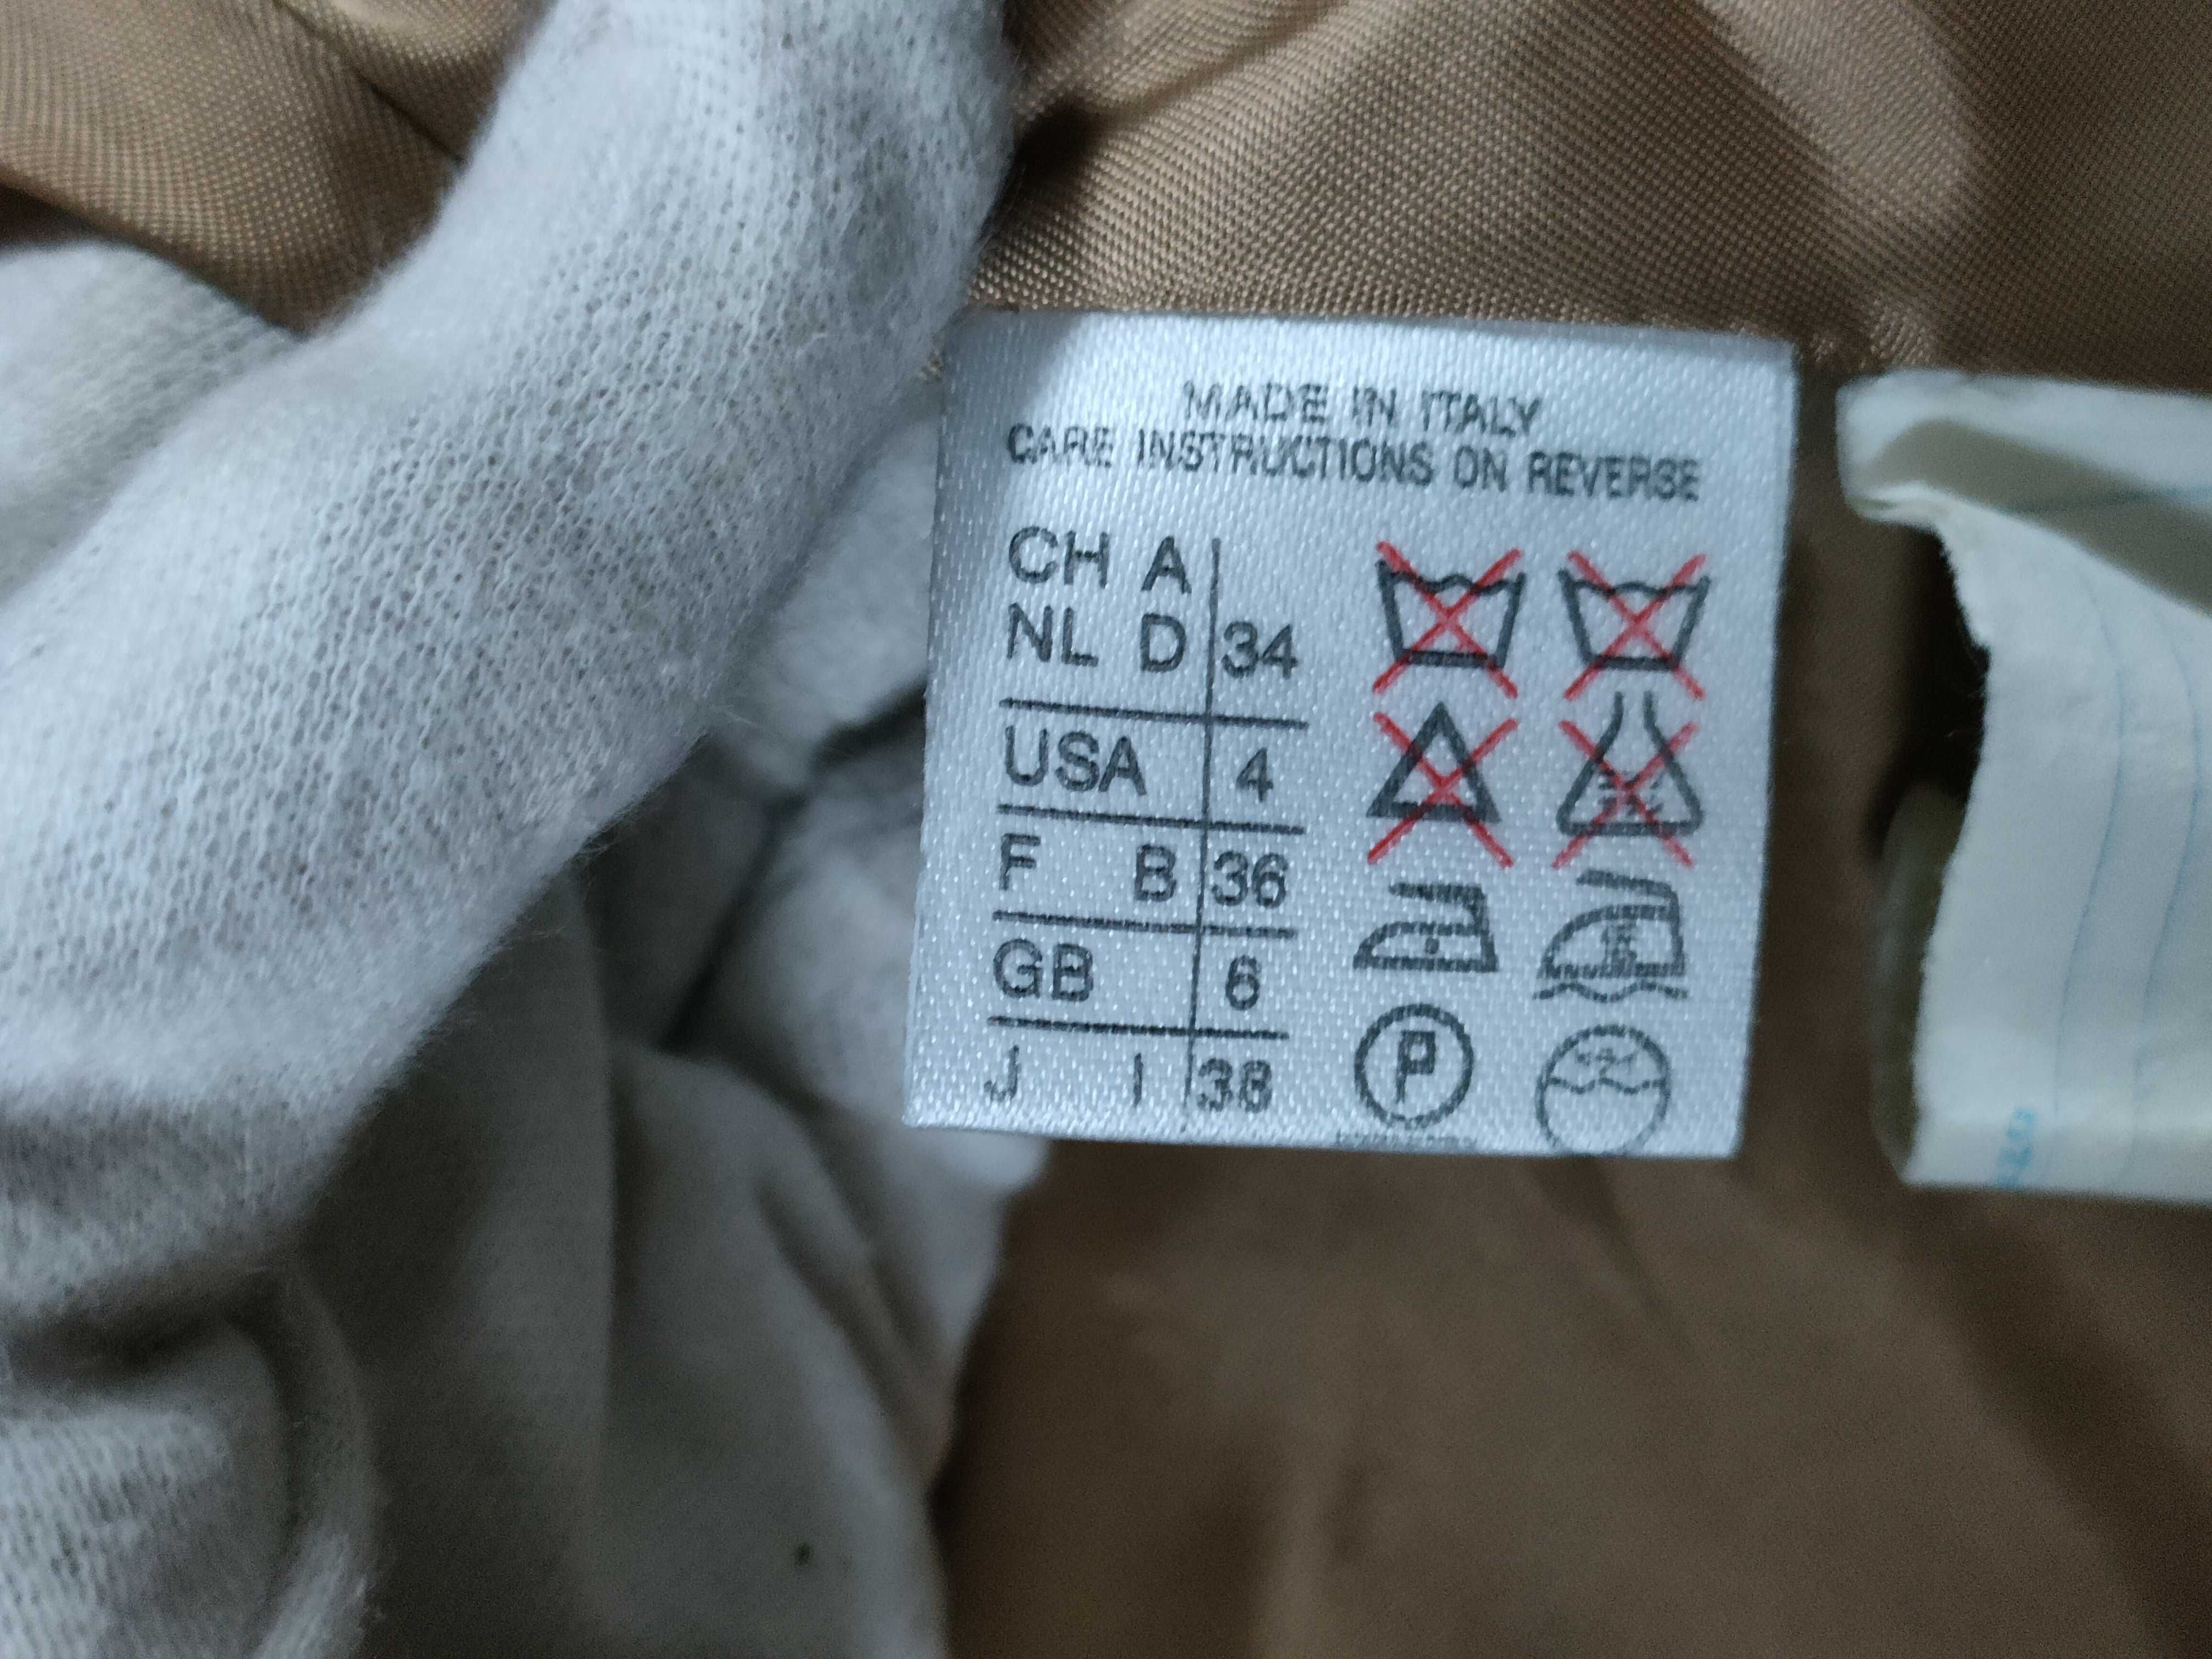 MADE IN ITALY
CARE INSTRUCTIONS ON REVERSE
CH A
NL D 34
USA 4
F B 36
GB 6
J I 38
P